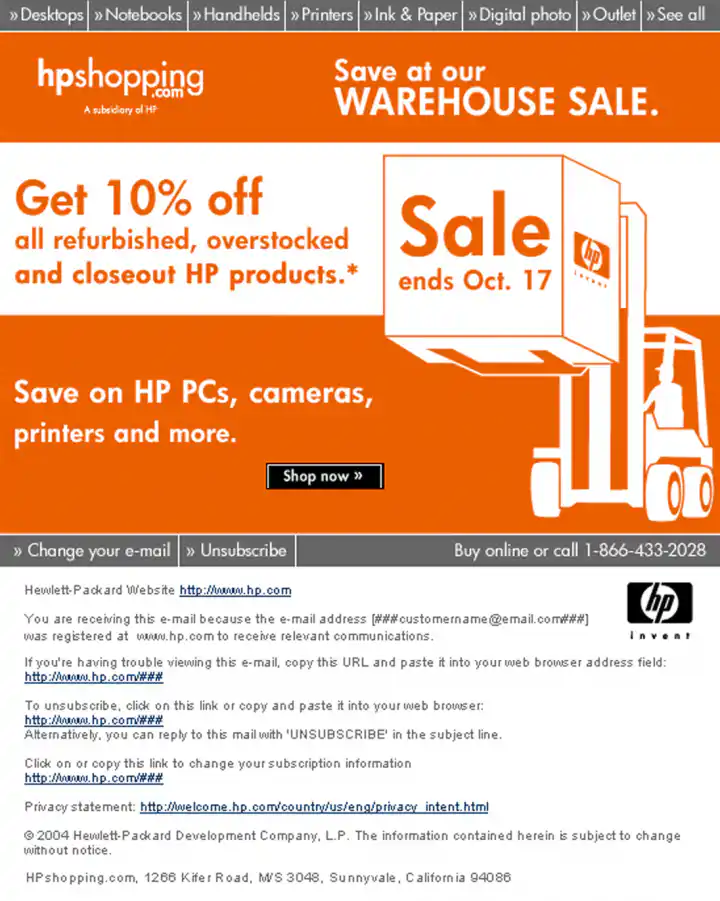 » Desktops » Notebooks » Handhelds » Printers » Ink & Paper » Digital photo » Outlet » See all
hpshopping
.com
A subsidiary of HP
Save at our
WAREHOUSE SALE.
Get 10% off
all refurbished, overstocked
and closeout HP products.*
Sale
ends Oct. 17
hp
invent
Save on HP PCs, cameras,
printers and more.
Shop now »
» Change your e-mail » Unsubscribe Buy online or call 1-866-433-2028
Hewlett-Packard Website http://www.hp.com
hp
invent
You are receiving this e-mail because the e-mail address [###customername@email.com###]
was registered at www.hp.com to receive relevant communications.
If you're having trouble viewing this e-mail, copy this URL and paste it into your web browser address field:
http://www.hp.com/###
To unsubscribe, click on this link or copy and paste it into your web browser:
http://www.hp.com/###
Alternatively, you can reply to this mail with 'UNSUBSCRIBE' in the subject line.
Click on or copy this link to change your subscription information
http://www.hp.com/###
Privacy statement: http://welcome.hp.com/country/us/eng/privacy_intent.html
© 2004 Hewlett-Packard Development Company, L.P. The information contained herein is subject to change
without notice.
HPshopping.com, 1266 Kifer Road, M/S 3048, Sunnyvale, California 94086